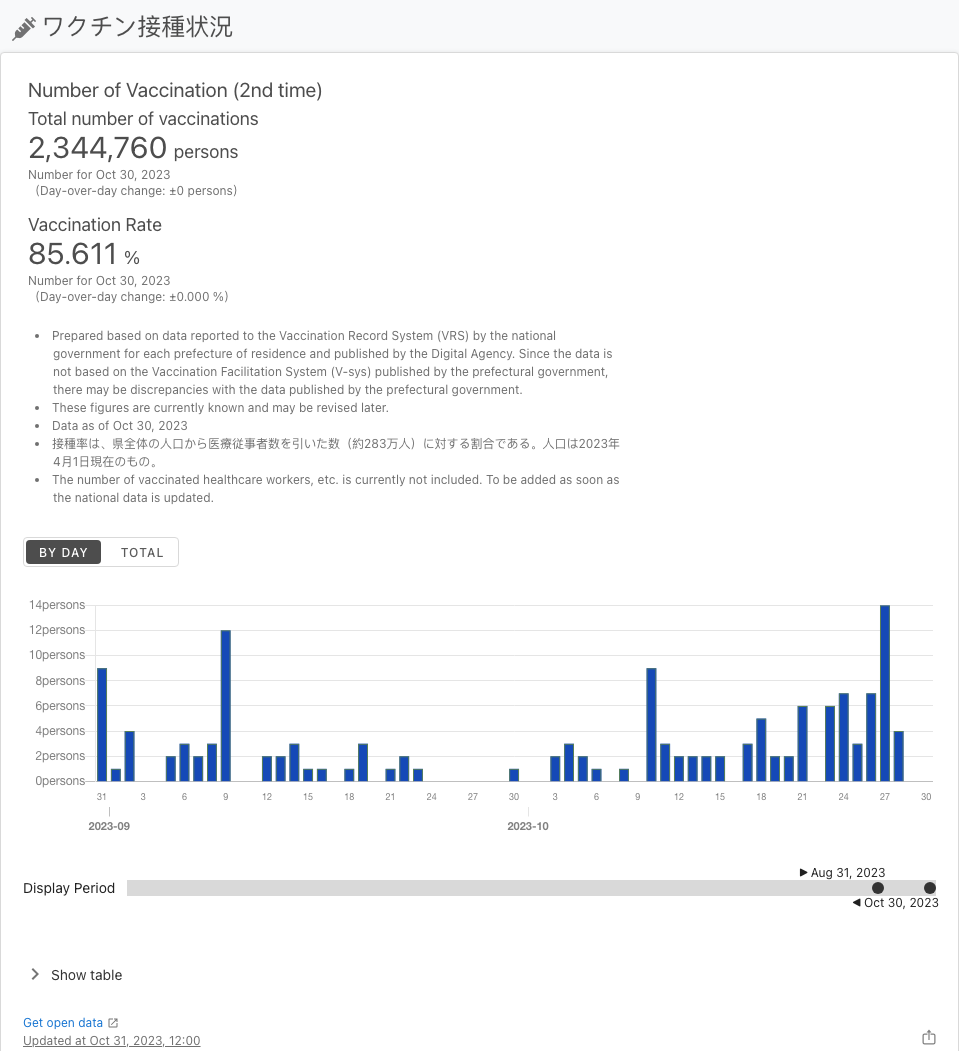 ワクチン接種状況
Number of Vaccination (2nd time)
Total number of vaccinations
2,344,760 persons
Number for Oct 30, 2023
（Day-over-day change: ±0 persons）
Vaccination Rate
85.611 %
Number for Oct 30, 2023
（Day-over-day change: ±0.000 %）
• Prepared based on data reported to the Vaccination Record System (VRS) by the national
government for each prefecture of residence and published by the Digital Agency. Since the data is
not based on the Vaccination Facilitation System (V-sys) published by the prefectural government,
there may be discrepancies with the data published by the prefectural government.
• These figures are currently known and may be revised later.
• Data as of Oct 30, 2023
• 接種率は、県全体の人口から医療従事者数を引いた数（約283万人）に対する割合である。人口は2023年
4月1日現在のもの。
• The number of vaccinated healthcare workers, etc. is currently not included. To be added as soon as
the national data is updated.
BY DAY TOTAL
14persons
12persons
10persons
8persons
6persons
4persons
2persons
0persons
31 3 6 9 12 15 18 21 24 27 30 3 6 9 12 15 18 21 24 27 30
2023-09 2023-10
Aug 31, 2023
Display Period
Oct 30, 2023
Show table
Get open data
Updated at Oct 31, 2023, 12:00